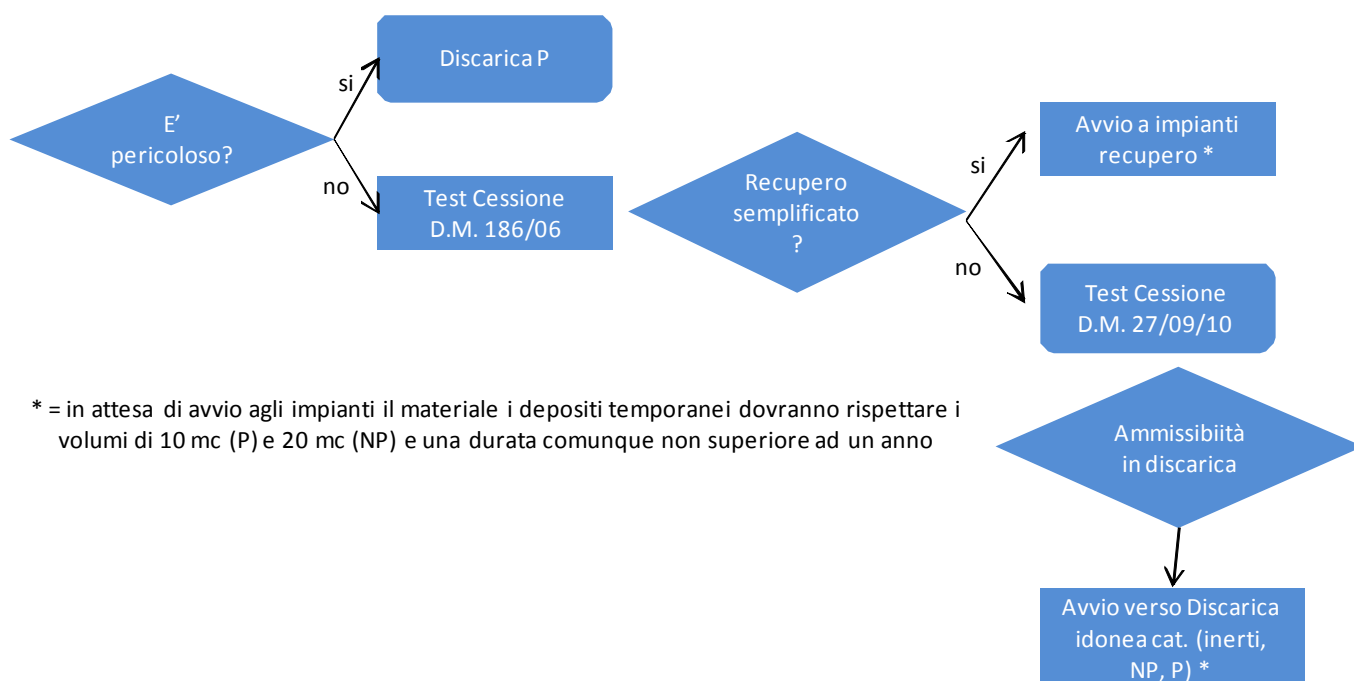 Discarica P
si
E'
pericoloso?
no
Test Cessione
D.M. 186/06
Recupero
semplificato
?
si
Avvio a impianti
recupero *
no
Test Cessione
D.M. 27/09/10
* = in attesa di avvio agli impianti il materiale i depositi temporanei dovranno rispettare i
volumi di 10 mc (P) e 20 mc (NP) e una durata comunque non superiore ad un anno
Ammissibiità
in discarica
Avvio verso Discarica
idonea cat. (inerti,
NP, P) *